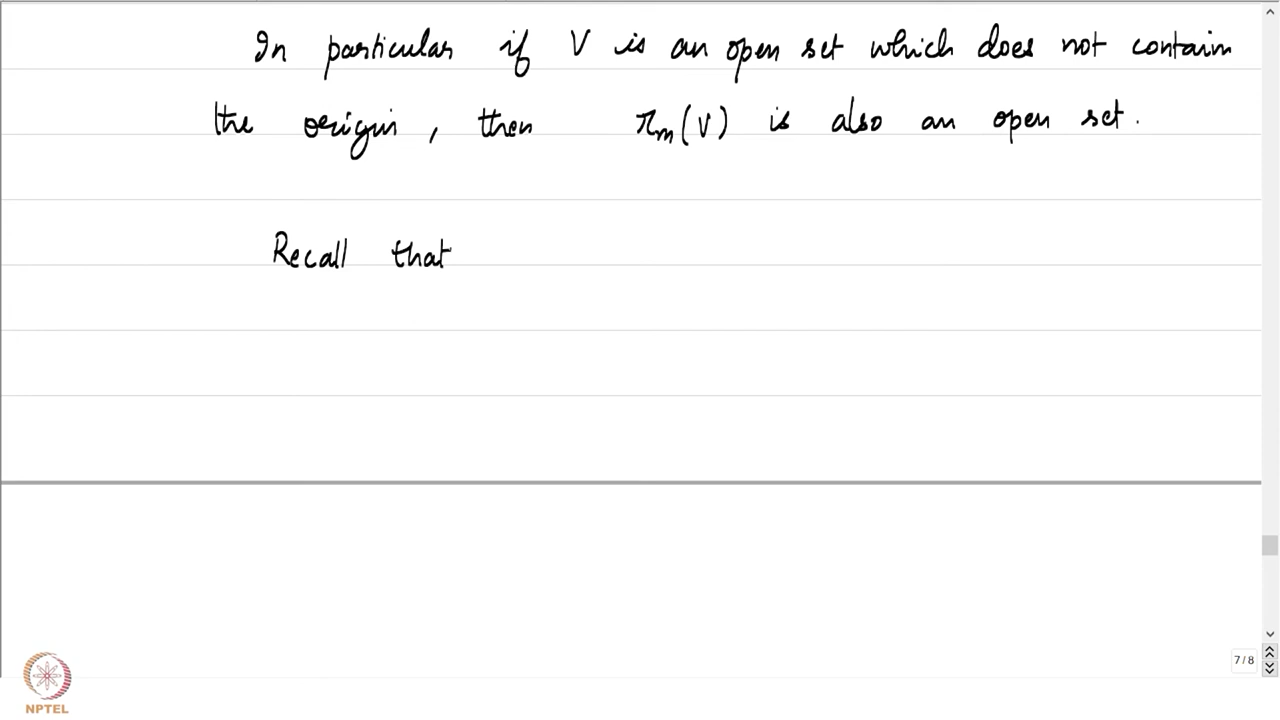 In particular if V is an open set which does not contain
the origin, then π_m(V) is also an open set.
Recall that
7 / 8
NPTEL